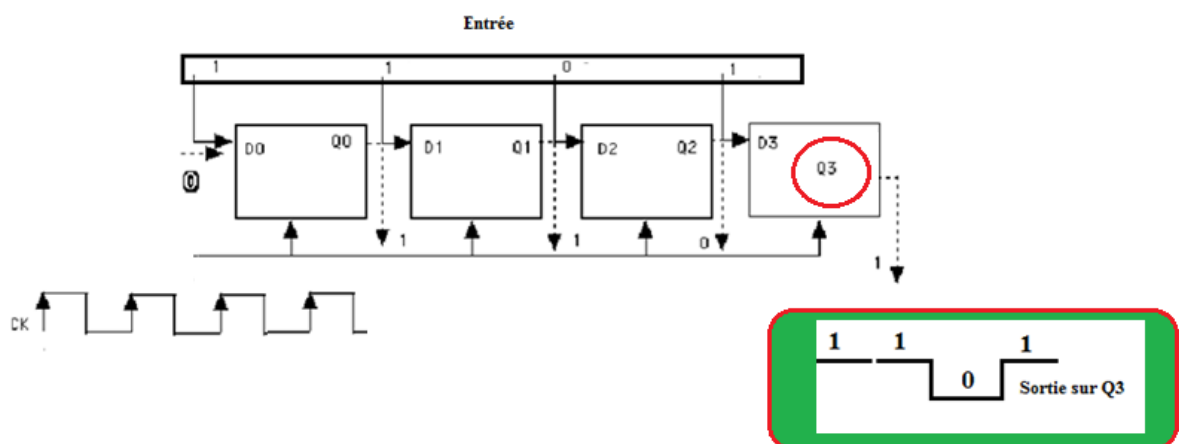 Entrée
1 1 0 1
D0 Q0 D1 Q1 D2 Q2 D3 Q3
0
1 1 0 1
CK
1 1 0 1
Sortie sur Q3